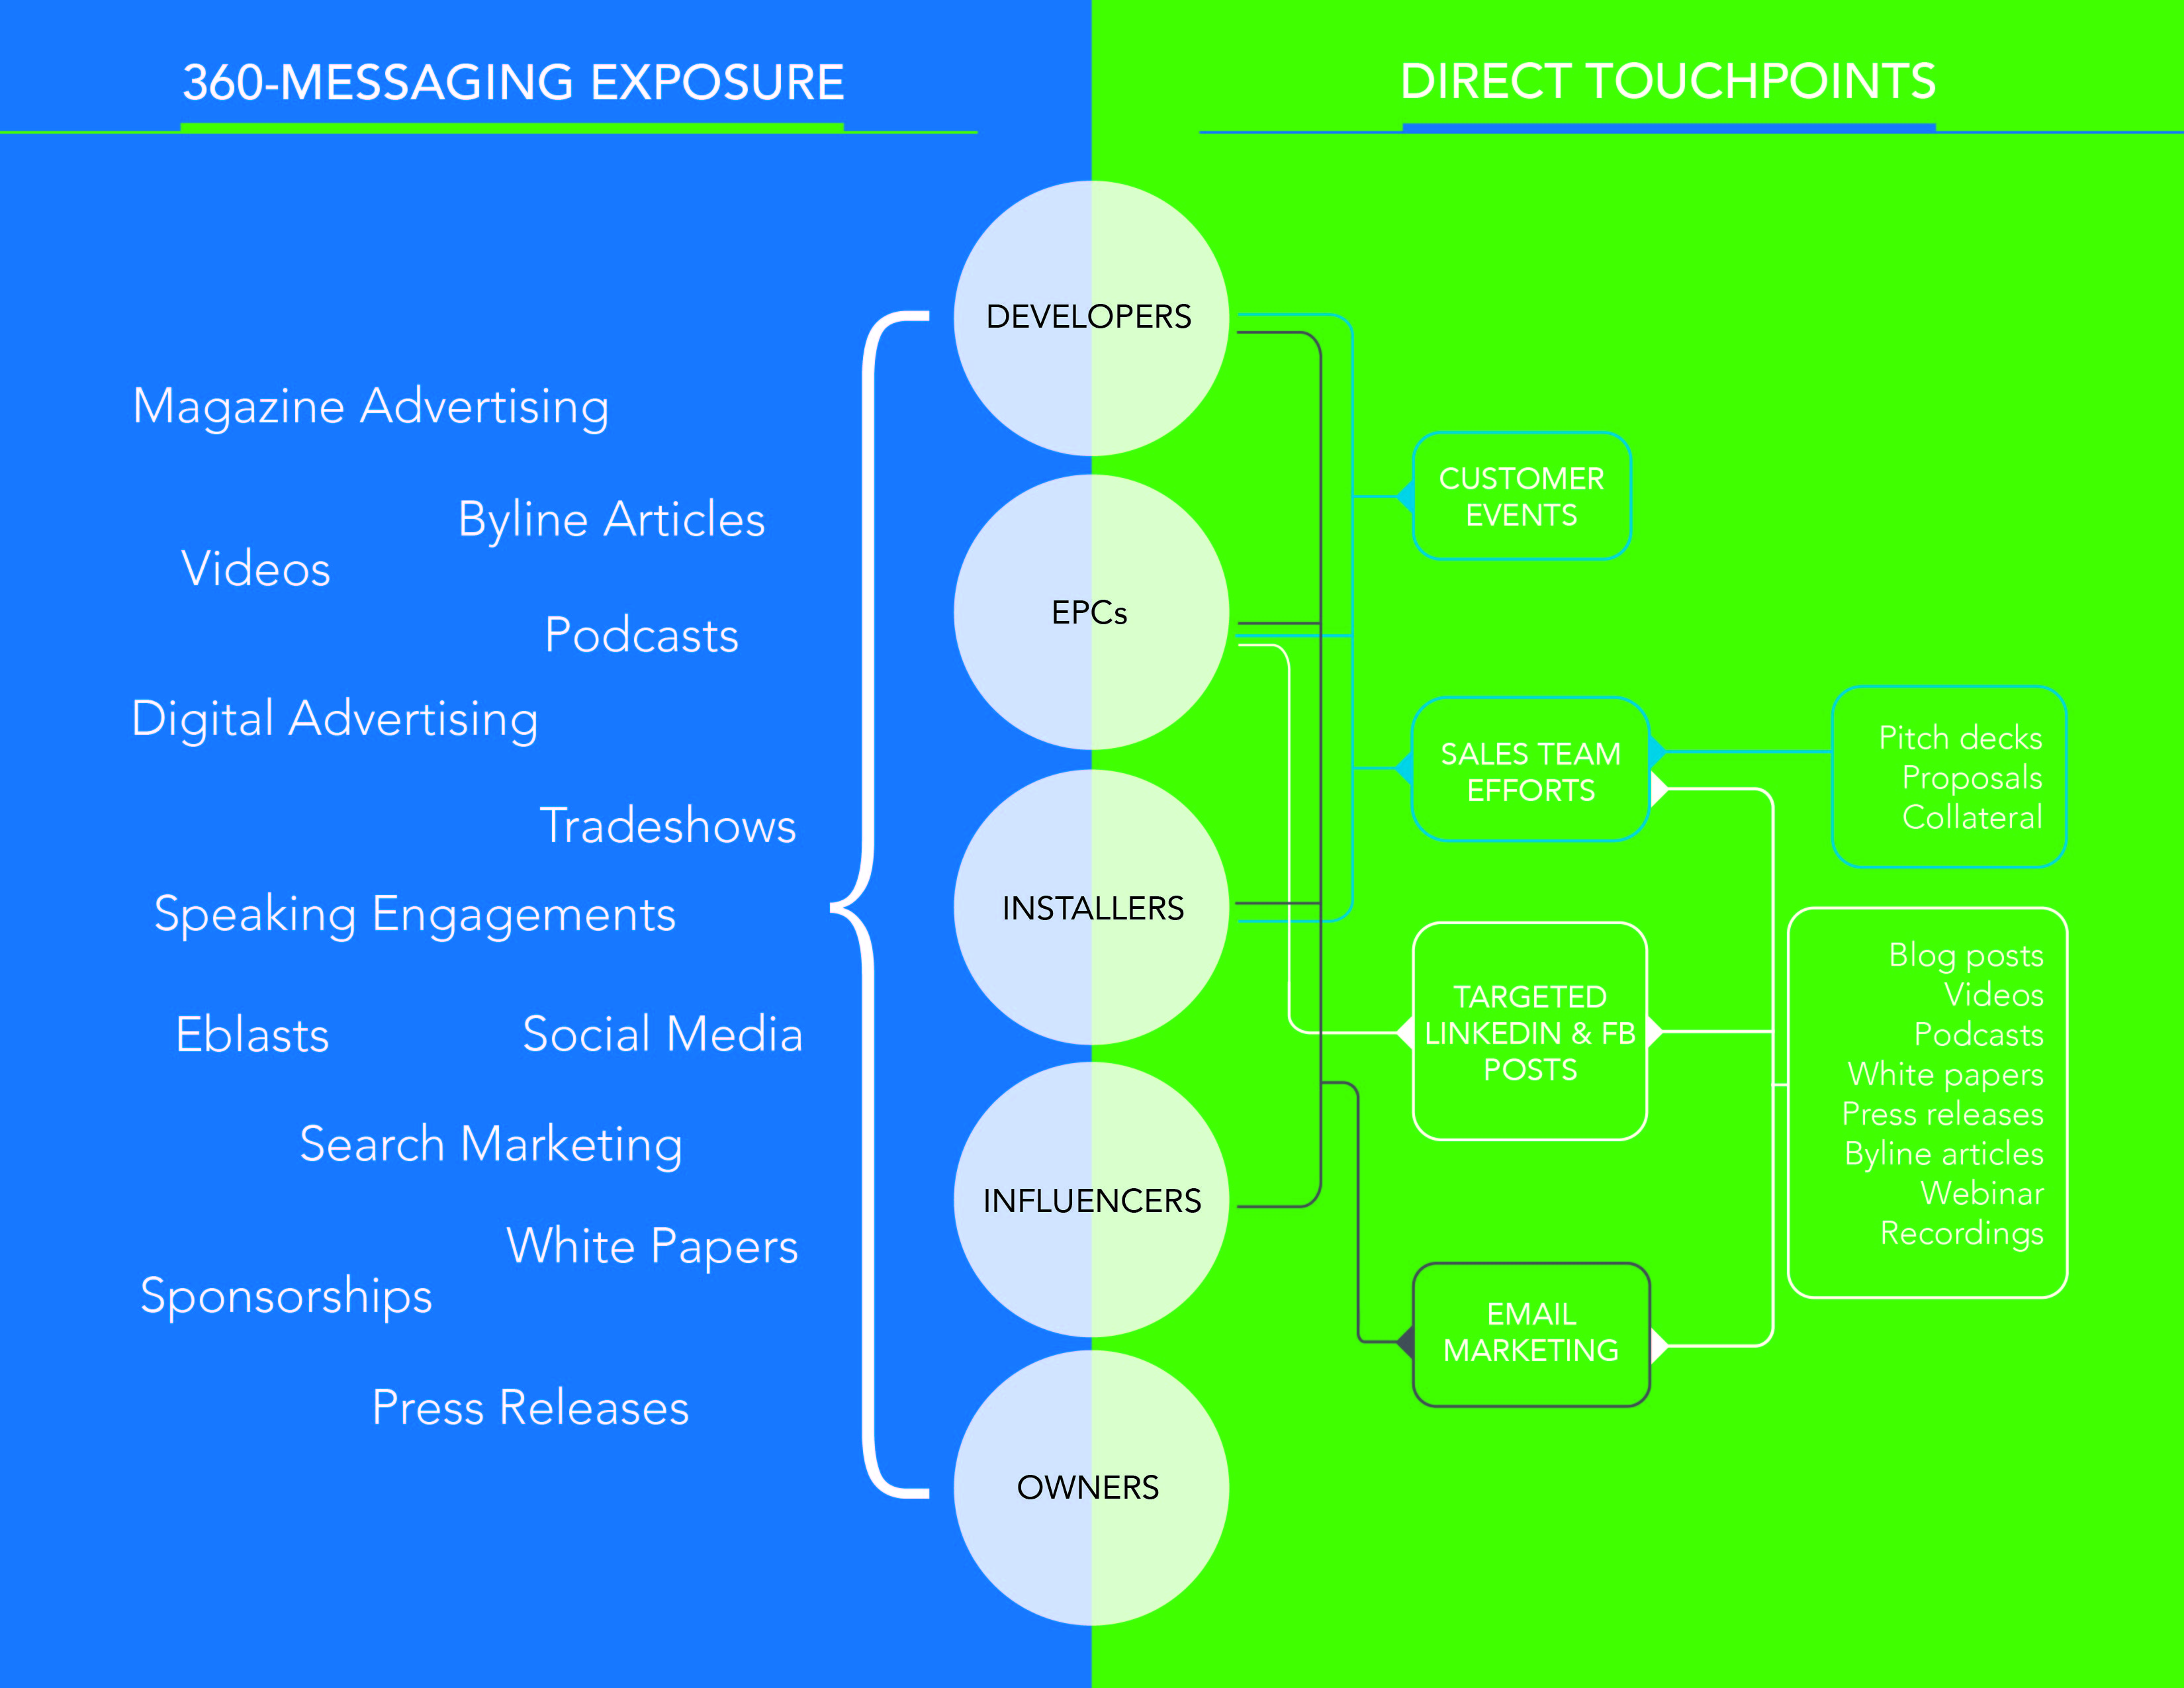 360-MESSAGING EXPOSURE
Magazine Advertising
Byline Articles
Videos
Podcasts
Digital Advertising
Tradeshows
Speaking Engagements
Eblasts
Social Media
Search Marketing
White Papers
Sponsorships
Press Releases
DEVELOPERS
EPCs
INSTALLERS
INFLUENCERS
OWNERS
DIRECT TOUCHPOINTS
CUSTOMER
EVENTS
SALES TEAM
EFFORTS
TARGETED
LINKEDIN & FB
POSTS
EMAIL
MARKETING
Pitch decks
Proposals
Collateral
Blog posts
Videos
Podcasts
White papers
Press releases
Byline articles
Webinar
Recordings